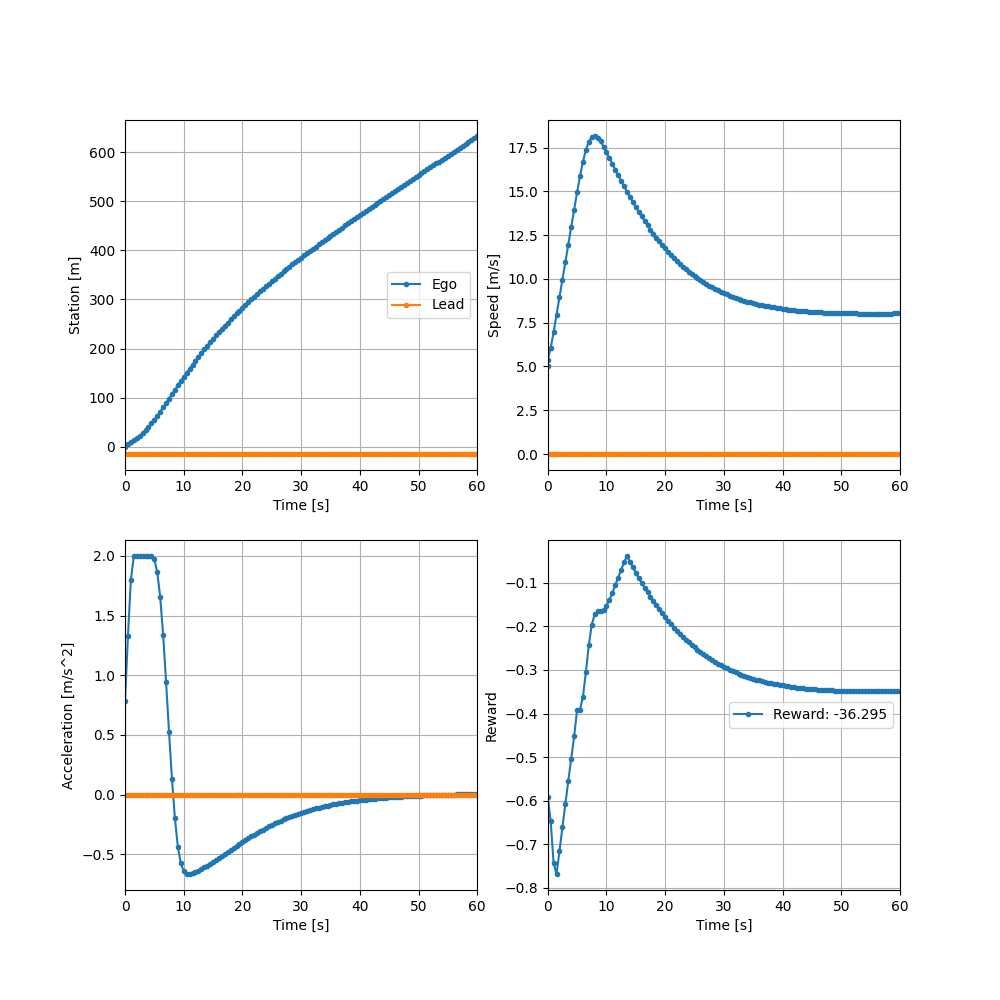 600
500
400
300
200
100
0
Station [m]
Ego
Lead
0 10 20 30 40 50 60
Time [s]
17.5
15.0
12.5
10.0
7.5
5.0
2.5
0.0
Speed [m/s]
0 10 20 30 40 50 60
Time [s]
2.0
1.5
1.0
0.5
0.0
−0.5
Acceleration [m/s^2]
0 10 20 30 40 50 60
Time [s]
−0.1
−0.2
−0.3
−0.4
−0.5
−0.6
−0.7
−0.8
Reward
Reward: -36.295
0 10 20 30 40 50 60
Time [s]